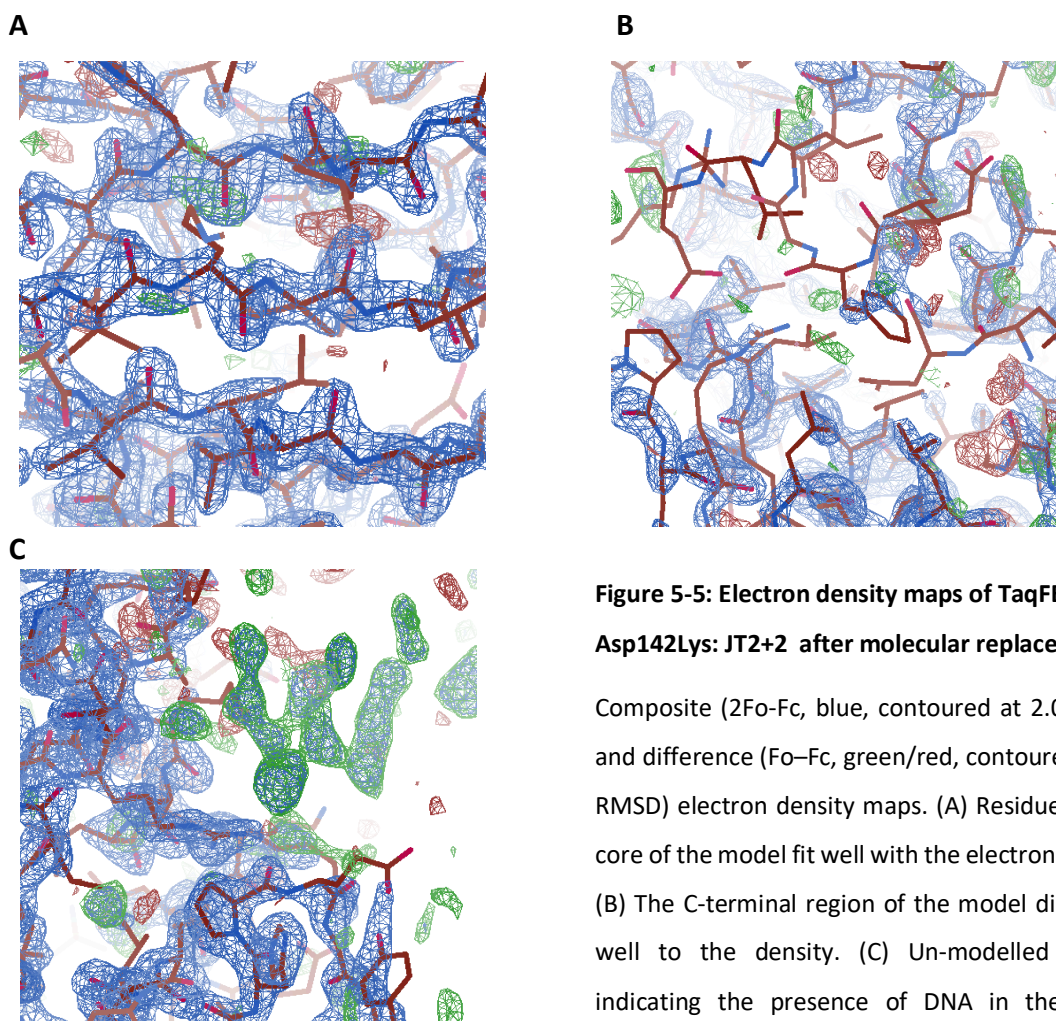 A
B
C
Figure 5-5: Electron density maps of TaqFE
Asp142Lys: JT2+2 after molecular replace
Composite (2Fo-Fc, blue, contoured at 2.0
and difference (Fo–Fc, green/red, contoure
RMSD) electron density maps. (A) Residue
core of the model fit well with the electron
(B) The C-terminal region of the model di
well to the density. (C) Un-modelled
indicating the presence of DNA in the